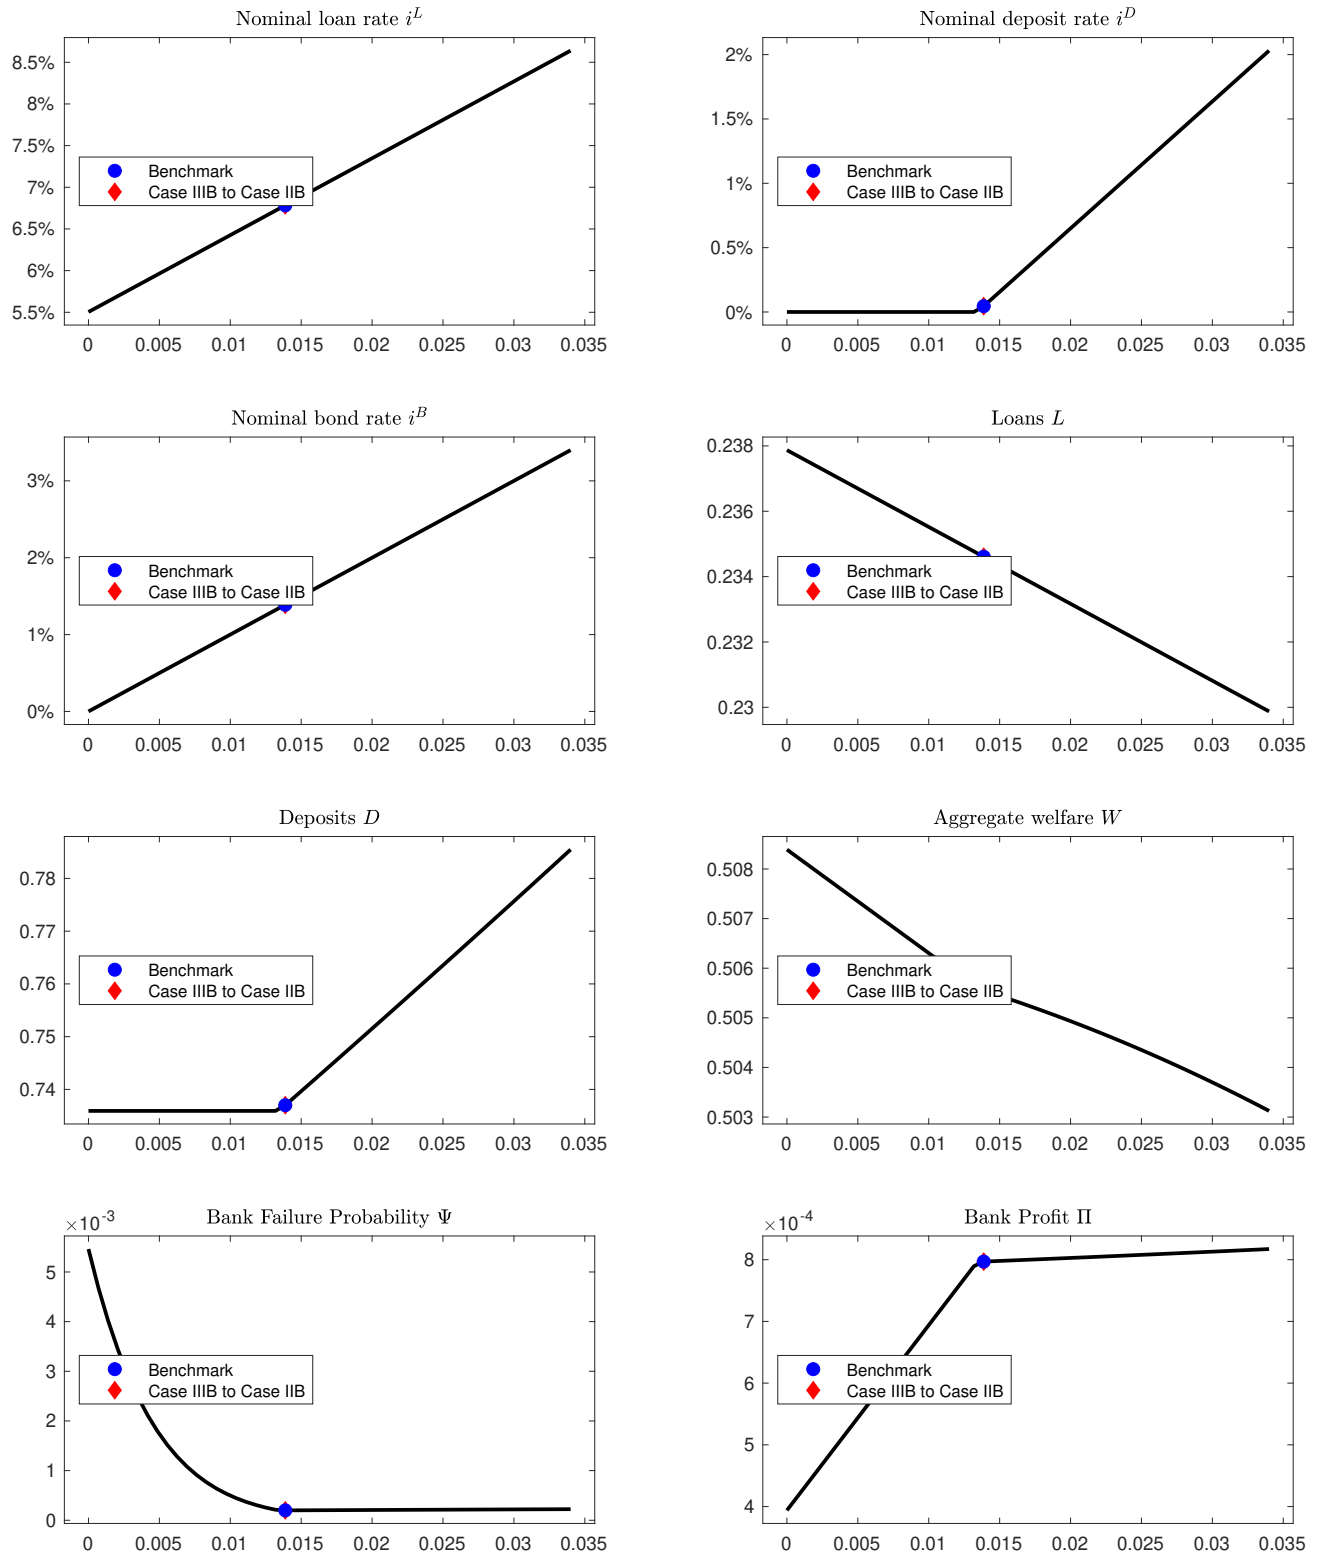 Nominal loan rate i^L
8.5%
8%
7.5%
7%
6.5%
6%
5.5%
Benchmark
Case IIIB to Case IIB
0 0.005 0.01 0.015 0.02 0.025 0.03 0.035
Nominal deposit rate i^D
2%
1.5%
1%
0.5%
0%
Benchmark
Case IIIB to Case IIB
0 0.005 0.01 0.015 0.02 0.025 0.03 0.035
Nominal bond rate i^B
3%
2%
1%
0%
Benchmark
Case IIIB to Case IIB
0 0.005 0.01 0.015 0.02 0.025 0.03 0.035
Loans L
0.238
0.236
0.234
0.232
0.23
Benchmark
Case IIIB to Case IIB
0 0.005 0.01 0.015 0.02 0.025 0.03 0.035
Deposits D
0.78
0.77
0.76
0.75
0.74
Benchmark
Case IIIB to Case IIB
0 0.005 0.01 0.015 0.02 0.025 0.03 0.035
Aggregate welfare W
0.508
0.507
0.506
0.505
0.504
0.503
Benchmark
Case IIIB to Case IIB
0 0.005 0.01 0.015 0.02 0.025 0.03 0.035
Bank Failure Probability Ψ
×10^-3
5
4
3
2
1
0
Benchmark
Case IIIB to Case IIB
0 0.005 0.01 0.015 0.02 0.025 0.03 0.035
Bank Profit Π
×10^-4
8
7
6
5
4
Benchmark
Case IIIB to Case IIB
0 0.005 0.01 0.015 0.02 0.025 0.03 0.035